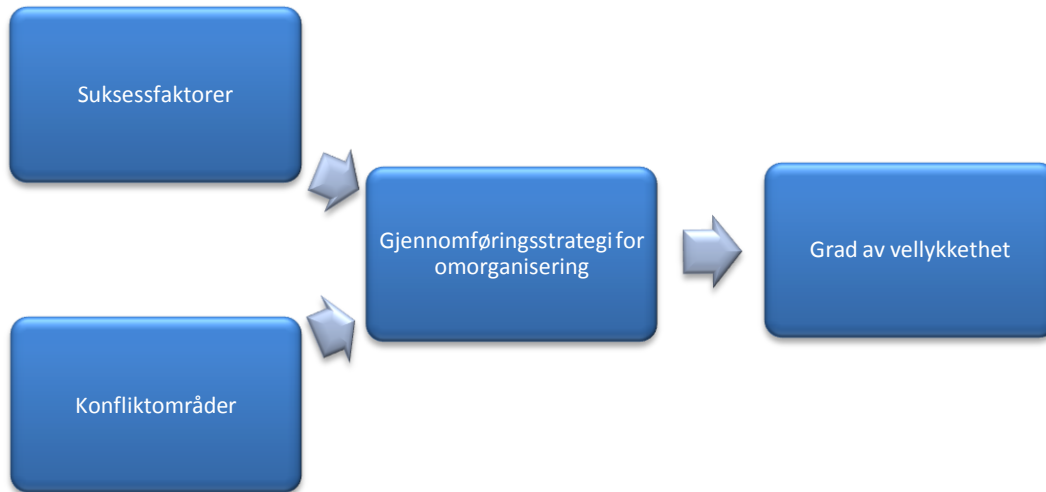 Suksessfaktorer
Gjennomføringsstrategi for
omorganisering
Grad av vellykkethet
Konfliktområder